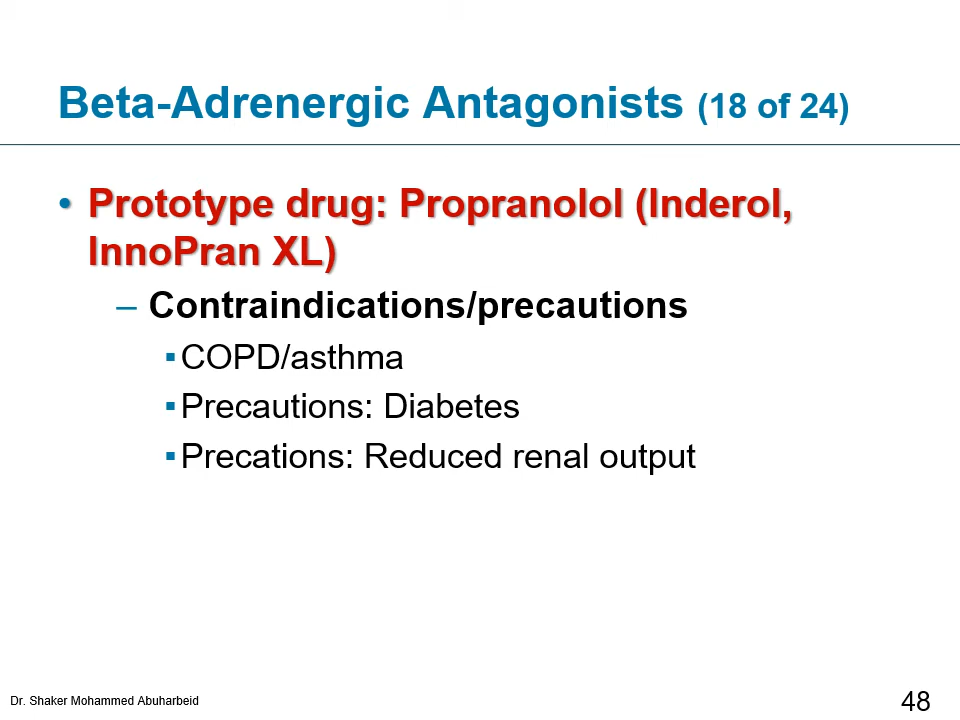 Beta-Adrenergic Antagonists (18 of 24)
• Prototype drug: Propranolol (Inderol,
InnoPran XL)
– Contraindications/precautions
▪ COPD/asthma
▪ Precautions: Diabetes
▪ Precations: Reduced renal output
Dr. Shaker Mohammed Abuharbeid
48